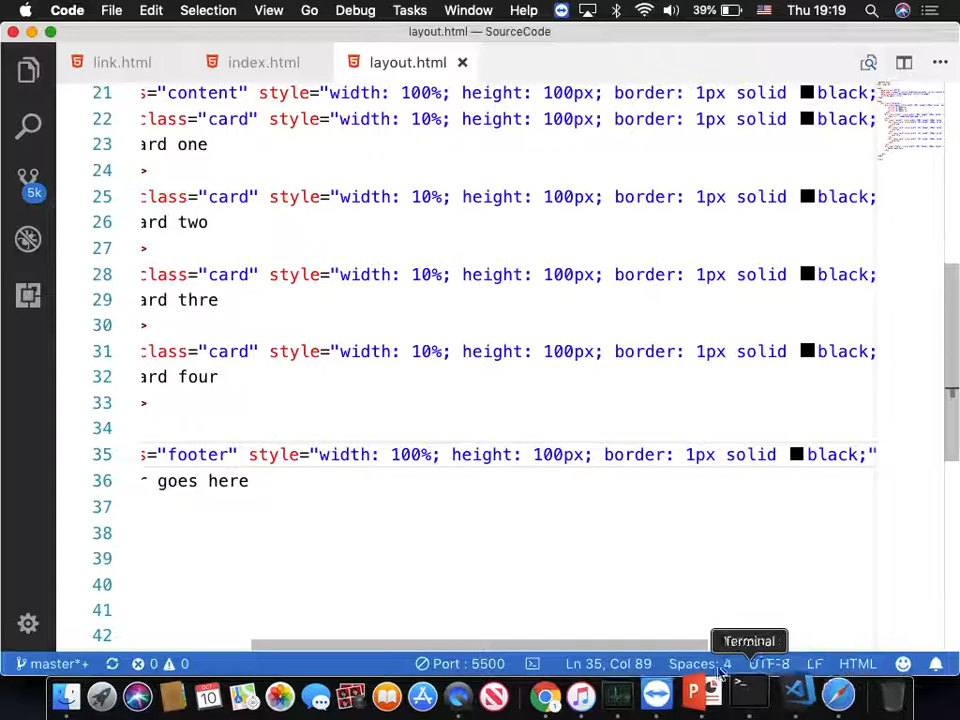 Code File Edit Selection View Go Debug Tasks Window Help 39% Thu 19:19
layout.html — SourceCode
link.html index.html layout.html
21 s="content" style="width: 100%; height: 100px; border: 1px solid black;
22 class="card" style="width: 10%; height: 100px; border: 1px solid black;
23 ard one
24 >
25 class="card" style="width: 10%; height: 100px; border: 1px solid black;
26 ard two
27 >
28 class="card" style="width: 10%; height: 100px; border: 1px solid black;
29 ard thre
30 >
31 class="card" style="width: 10%; height: 100px; border: 1px solid black;
32 ard four
33 >
34
35 s="footer" style="width: 100%; height: 100px; border: 1px solid black;"
36 r goes here
37
38
39
40
41
42
5k
Terminal
master*+ 0 0 Port : 5500 Ln 35, Col 89 Spaces: 4 UTF-8 LF HTML
OCT
10